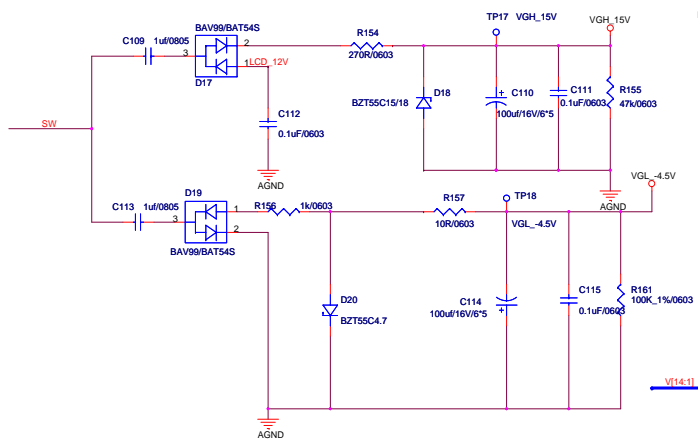 BAV99/BAT54S
TP17 VGH_15V
VGH_15V
C109 1uf/0805
R154
3
2
1
LCD_12V
270R/0603
D17
D18
C110
C111
R155
BZT55C15/18
100uf/16V/6*5
0.1uF/0603
47k/0603
C112
0.1uF/0603
SW
AGND
VGL_-4.5V
D19
AGND
C113 1uf/0805
R156 1k/0603
R157
TP18
3
1
2
10R/0603
VGL_-4.5V
BAV99/BAT54S
D20
BZT55C4.7
C114
100uf/16V/6*5
C115
0.1uF/0603
R161
100K_1%/0603
V[14:1]
AGND